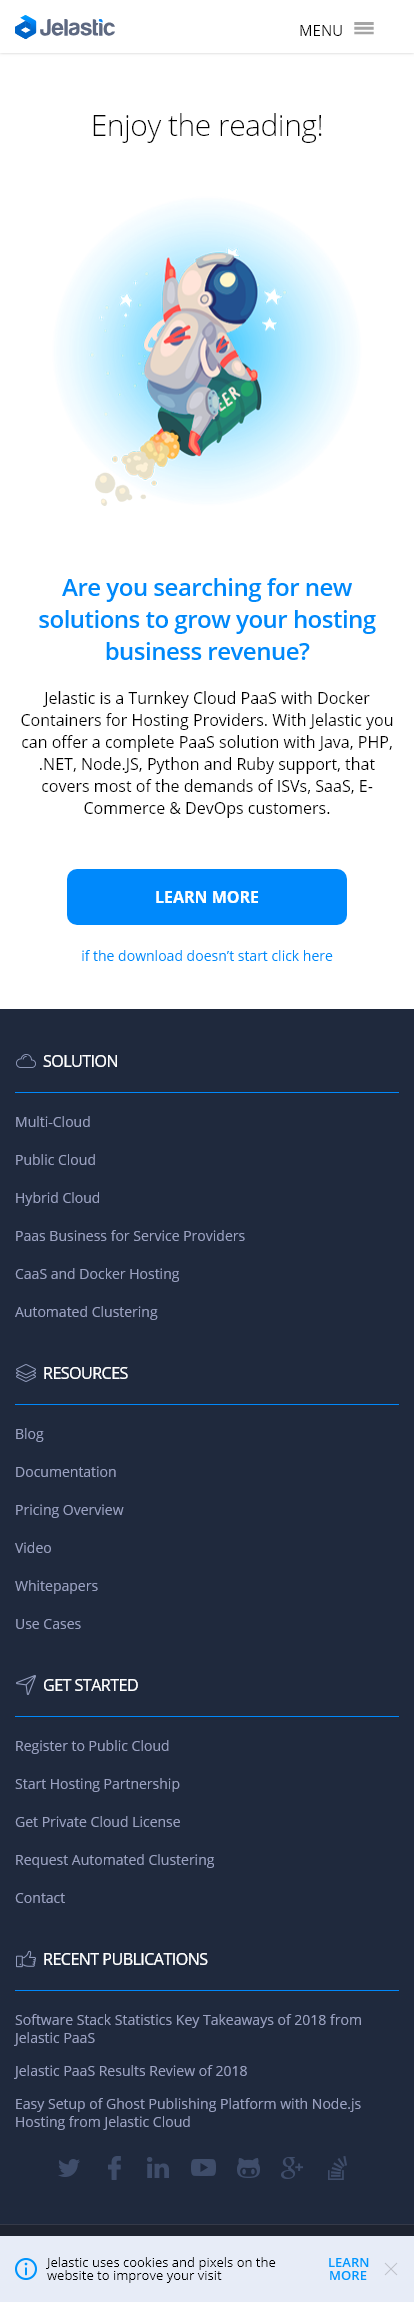 Jelastic
MENU
Enjoy the reading!
BEER
Are you searching for new
solutions to grow your hosting
business revenue?
Jelastic is a Turnkey Cloud PaaS with Docker
Containers for Hosting Providers. With Jelastic you
can offer a complete PaaS solution with Java, PHP,
.NET, Node.JS, Python and Ruby support, that
covers most of the demands of ISVs, SaaS, E-
Commerce & DevOps customers.
LEARN MORE
if the download doesn’t start click here
SOLUTION
Multi-Cloud
Public Cloud
Hybrid Cloud
Paas Business for Service Providers
CaaS and Docker Hosting
Automated Clustering
RESOURCES
Blog
Documentation
Pricing Overview
Video
Whitepapers
Use Cases
GET STARTED
Register to Public Cloud
Start Hosting Partnership
Get Private Cloud License
Request Automated Clustering
Contact
RECENT PUBLICATIONS
Software Stack Statistics Key Takeaways of 2018 from
Jelastic PaaS
Jelastic PaaS Results Review of 2018
Easy Setup of Ghost Publishing Platform with Node.js
Hosting from Jelastic Cloud
Jelastic uses cookies and pixels on the
website to improve your visit
LEARN
MORE